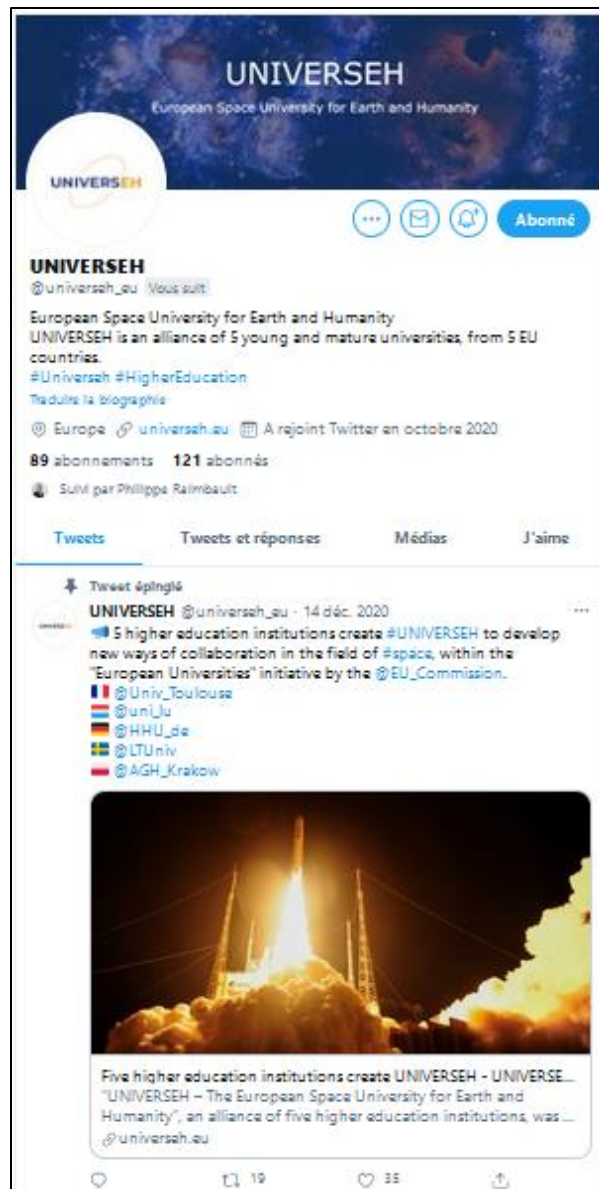 UNIVERSEH
European Space University for Earth and Humanity
UNIVERSEH
Abonné
UNIVERSEH
@universeh_eu Vous suit
European Space University for Earth and Humanity
UNIVERSEH is an alliance of 5 young and mature universities, from 5 EU
countries.
#Universeh #HigherEducation
Traduire la biographie
Europe universeh.eu A rejoint Twitter en octobre 2020
89 abonnements 121 abonnés
Suivi par Philippe Raimbault
Tweets Tweets et réponses Médias J'aime
Tweet épinglé
UNIVERSEH @universeh_eu · 14 déc. 2020 ...
5 higher education institutions create #UNIVERSEH to develop
new ways of collaboration in the field of #space, within the
"European Universities" initiative by the @EU_Commission.
@Univ_Toulouse
@uni_lu
@HHU_de
@LTUniv
@AGH_Krakow
Five higher education institutions create UNIVERSEH - UNIVERSE...
"UNIVERSEH – The European Space University for Earth and
Humanity", an alliance of five higher education institutions, was ...
universeh.eu
19 35